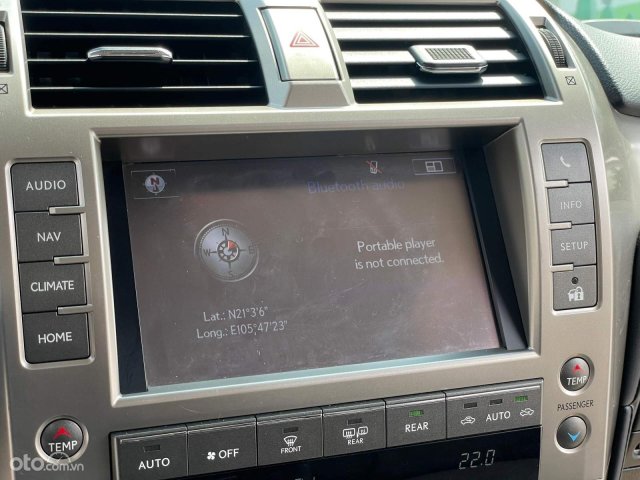 AUDIO
NAV
CLIMATE
HOME
TEMP
N
Bluetooth audio
N
W
E
S
Portable player
is not connected.
Lat.: N21°3'6"
Long.: E105°47'23"
INFO
SETUP
TEMP
PASSENGER
AUTO
OFF
FRONT
REAR
REAR
AUTO
22.0
oto.com.vn